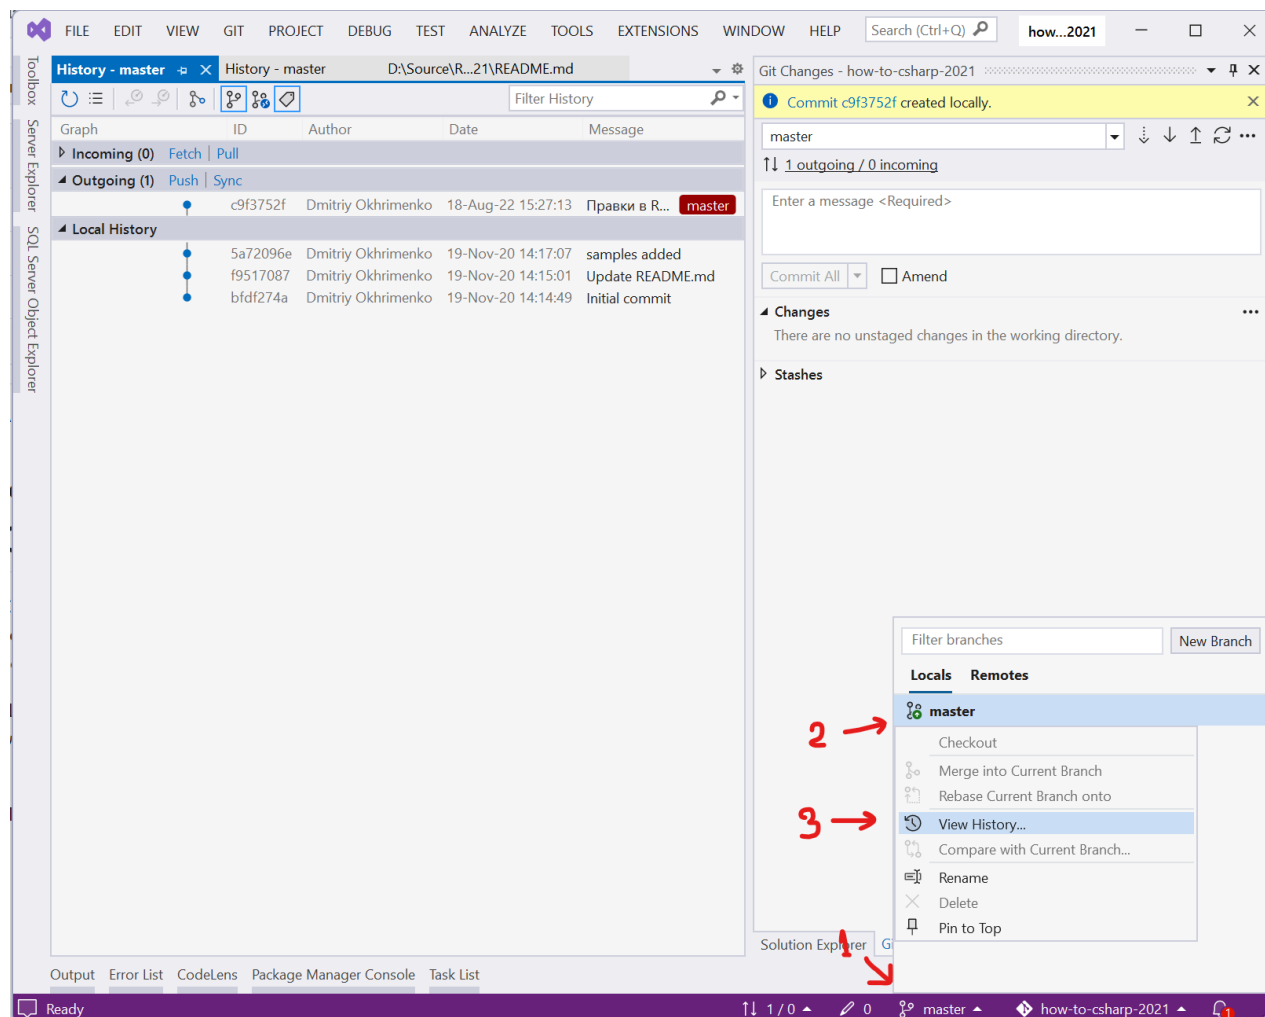 FILE EDIT VIEW GIT PROJECT DEBUG TEST ANALYZE TOOLS EXTENSIONS WINDOW HELP Search (Ctrl+Q) how...2021
Toolbox
Server Explorer
SQL Server Object Explorer
History - master History - master D:\Source\R...21\README.md
Filter History
Graph ID Author Date Message
Incoming (0) Fetch Pull
Outgoing (1) Push Sync
c9f3752f Dmitriy Okhrimenko 18-Aug-22 15:27:13 Правки в R... master
Local History
5a72096e Dmitriy Okhrimenko 19-Nov-20 14:17:07 samples added
f9517087 Dmitriy Okhrimenko 19-Nov-20 14:15:01 Update README.md
bfdf274a Dmitriy Okhrimenko 19-Nov-20 14:14:49 Initial commit
Git Changes - how-to-csharp-2021
Commit c9f3752f created locally.
master
1 outgoing / 0 incoming
Enter a message <Required>
Commit All Amend
Changes
There are no unstaged changes in the working directory.
Stashes
Filter branches New Branch
Locals Remotes
master
2
Checkout
Merge into Current Branch
Rebase Current Branch onto
3
View History...
Compare with Current Branch...
Rename
Delete
Pin to Top
Solution Explorer
1
Output Error List CodeLens Package Manager Console Task List
Ready 1 / 0 0 master how-to-csharp-2021 1